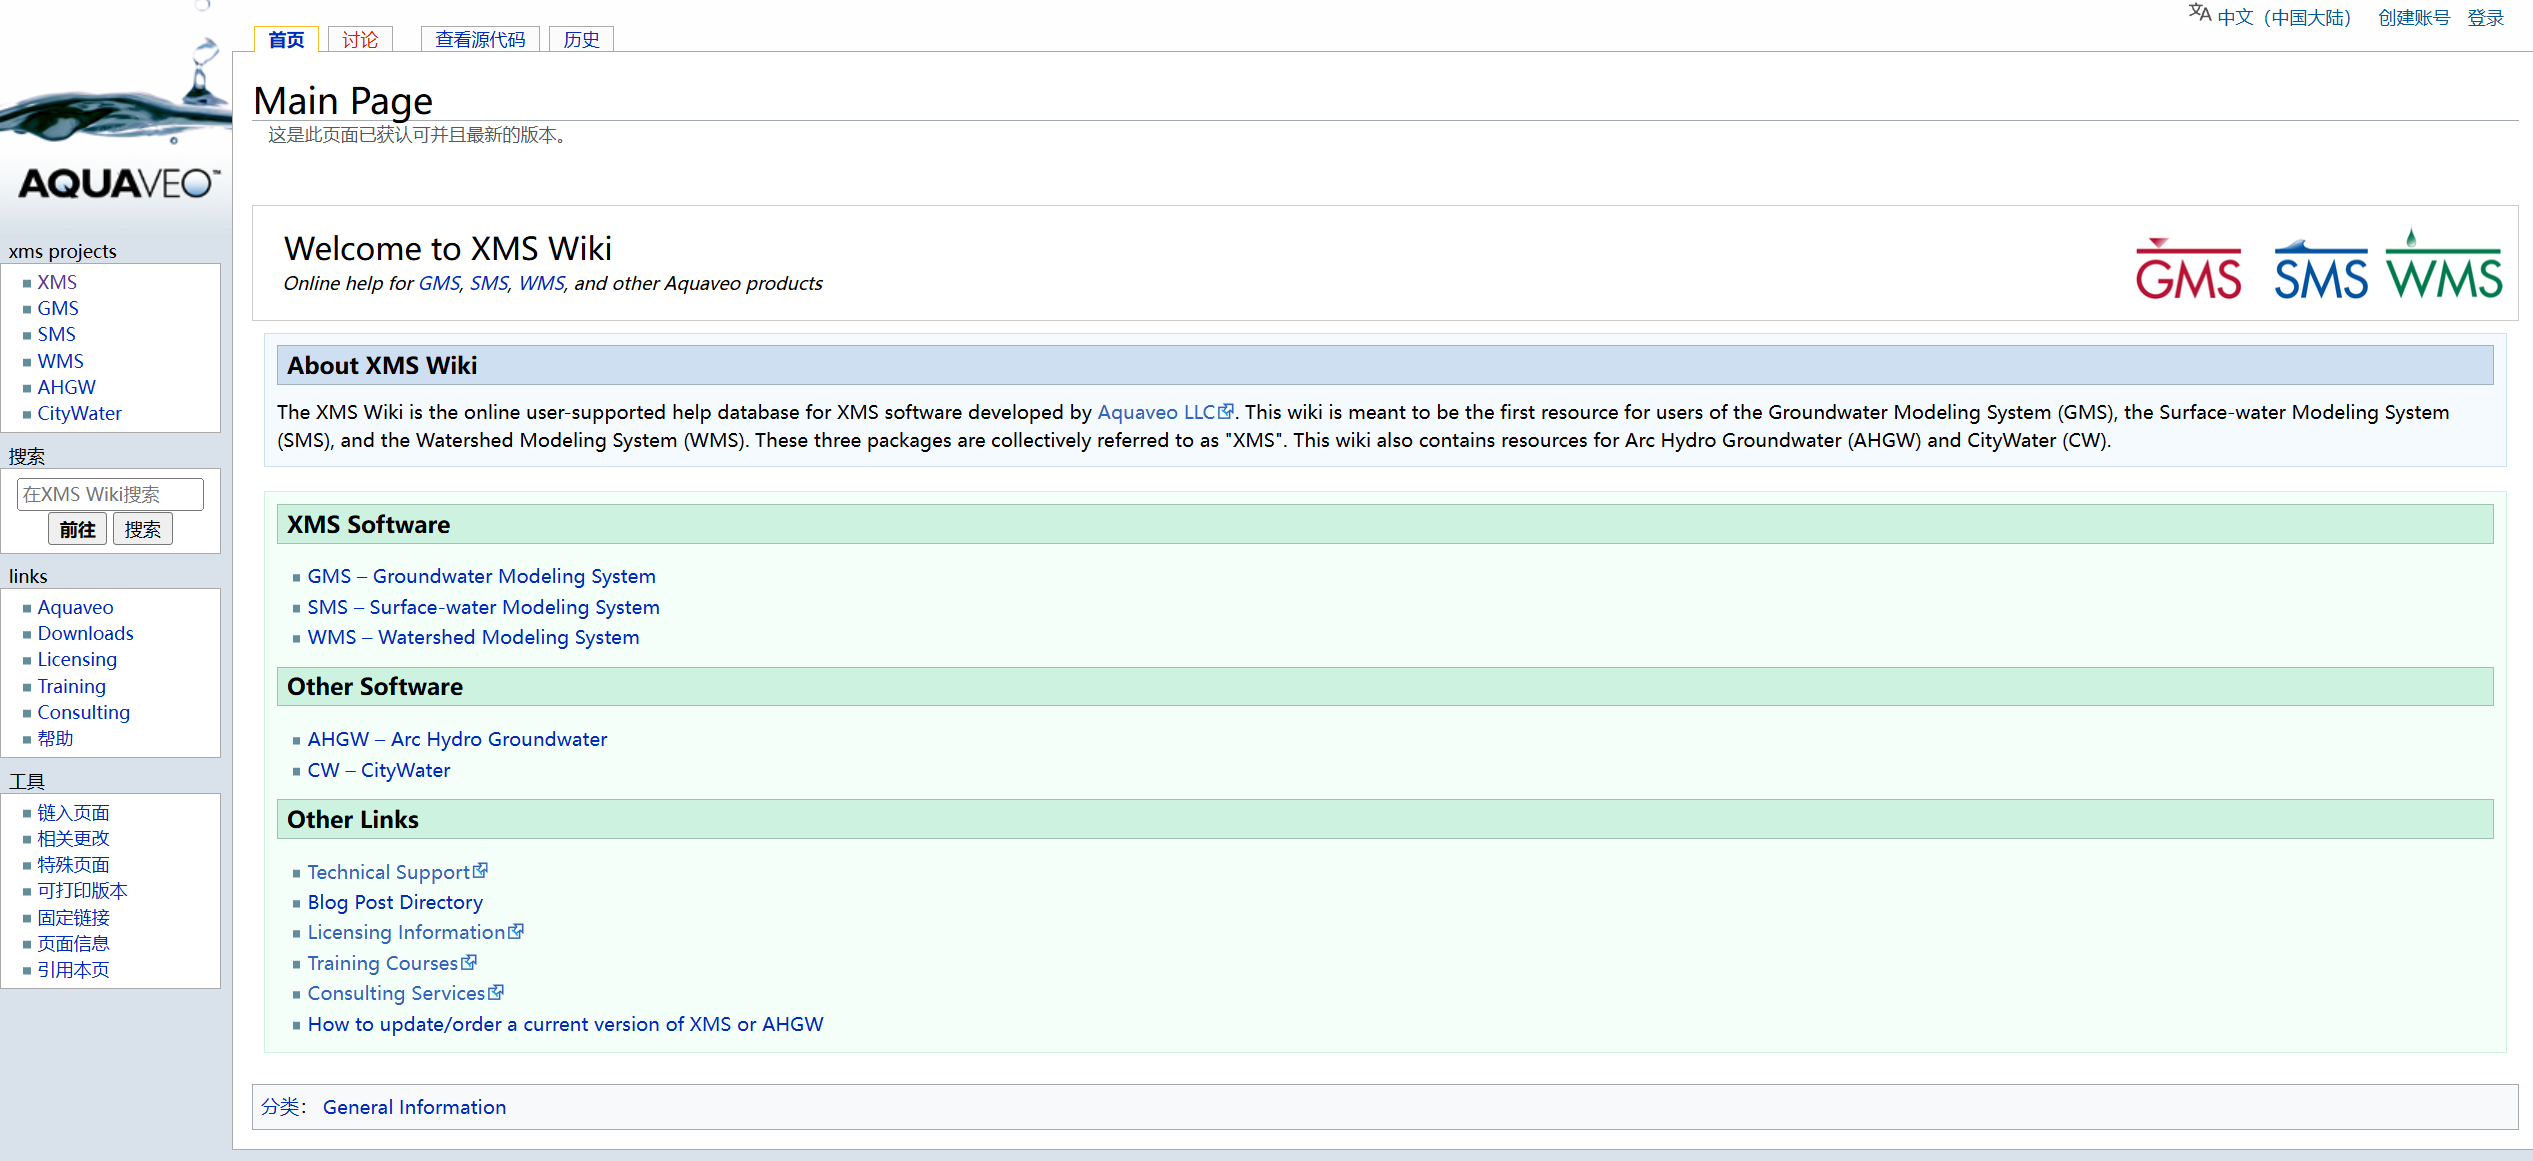 中文（中国大陆） 创建账号 登录
首页 讨论 查看源代码 历史
Main Page
这是此页面已获认可并且最新的版本。
AQUAVEO™
xms projects
XMS
GMS
SMS
WMS
AHGW
CityWater
搜索
在XMS Wiki搜索
前往 搜索
links
Aquaveo
Downloads
Licensing
Training
Consulting
帮助
工具
链入页面
相关更改
特殊页面
可打印版本
固定链接
页面信息
引用本页
Welcome to XMS Wiki
Online help for GMS, SMS, WMS, and other Aquaveo products
GMS SMS WMS
About XMS Wiki
The XMS Wiki is the online user-supported help database for XMS software developed by Aquaveo LLC. This wiki is meant to be the first resource for users of the Groundwater Modeling System (GMS), the Surface-water Modeling System
(SMS), and the Watershed Modeling System (WMS). These three packages are collectively referred to as "XMS". This wiki also contains resources for Arc Hydro Groundwater (AHGW) and CityWater (CW).
XMS Software
GMS – Groundwater Modeling System
SMS – Surface-water Modeling System
WMS – Watershed Modeling System
Other Software
AHGW – Arc Hydro Groundwater
CW – CityWater
Other Links
Technical Support
Blog Post Directory
Licensing Information
Training Courses
Consulting Services
How to update/order a current version of XMS or AHGW
分类： General Information